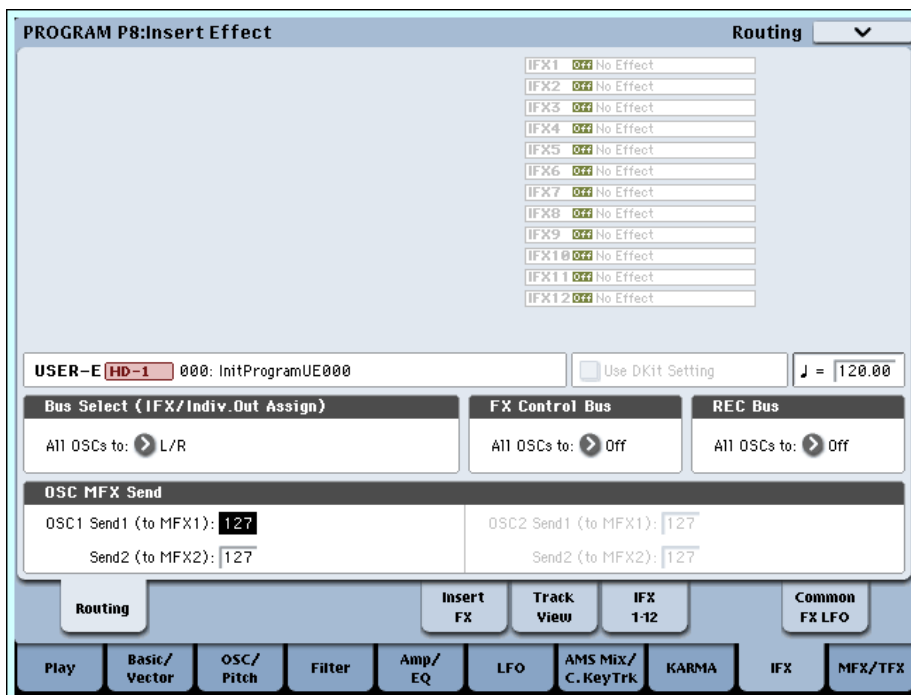 PROGRAM P8:Insert Effect Routing
IFX1 Off No Effect
IFX2 Off No Effect
IFX3 Off No Effect
IFX4 Off No Effect
IFX5 Off No Effect
IFX6 Off No Effect
IFX7 Off No Effect
IFX8 Off No Effect
IFX9 Off No Effect
IFX10 Off No Effect
IFX11 Off No Effect
IFX12 Off No Effect
USER-E HD-1 000: InitProgramUE000 Use DKit Setting ♩ = 120.00
Bus Select (IFX/Indiv.Out Assign) FX Control Bus REC Bus
All OSCs to: L/R All OSCs to: Off All OSCs to: Off
OSC MFX Send
OSC1 Send1 (to MFX1): 127 OSC2 Send1 (to MFX1): 127
Send2 (to MFX2): 127 Send2 (to MFX2): 127
Routing
Insert
FX
Track
View
IFX
1-12
Common
FX LFO
Play
Basic/
Vector
OSC/
Pitch
Filter
Amp/
EQ
LFO
AMS Mix/
C.KeyTrk
KARMA
IFX
MFX/TFX